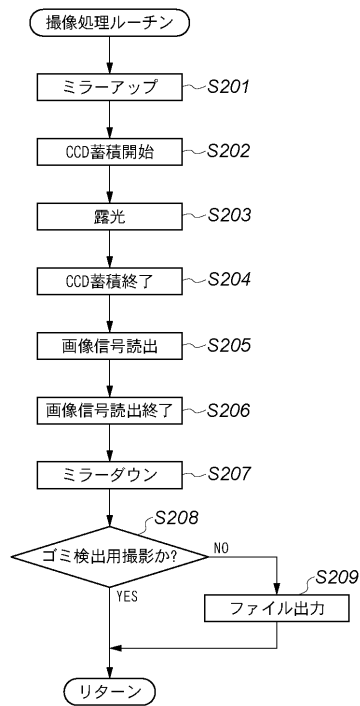 撮像処理ルーチン
ミラーアップ S201
CCD蓄積開始 S202
露光 S203
CCD蓄積終了 S204
画像信号読出 S205
画像信号読出終了 S206
ミラーダウン S207
S208
ゴミ検出用撮影か? NO
YES
S209
ファイル出力
リターン